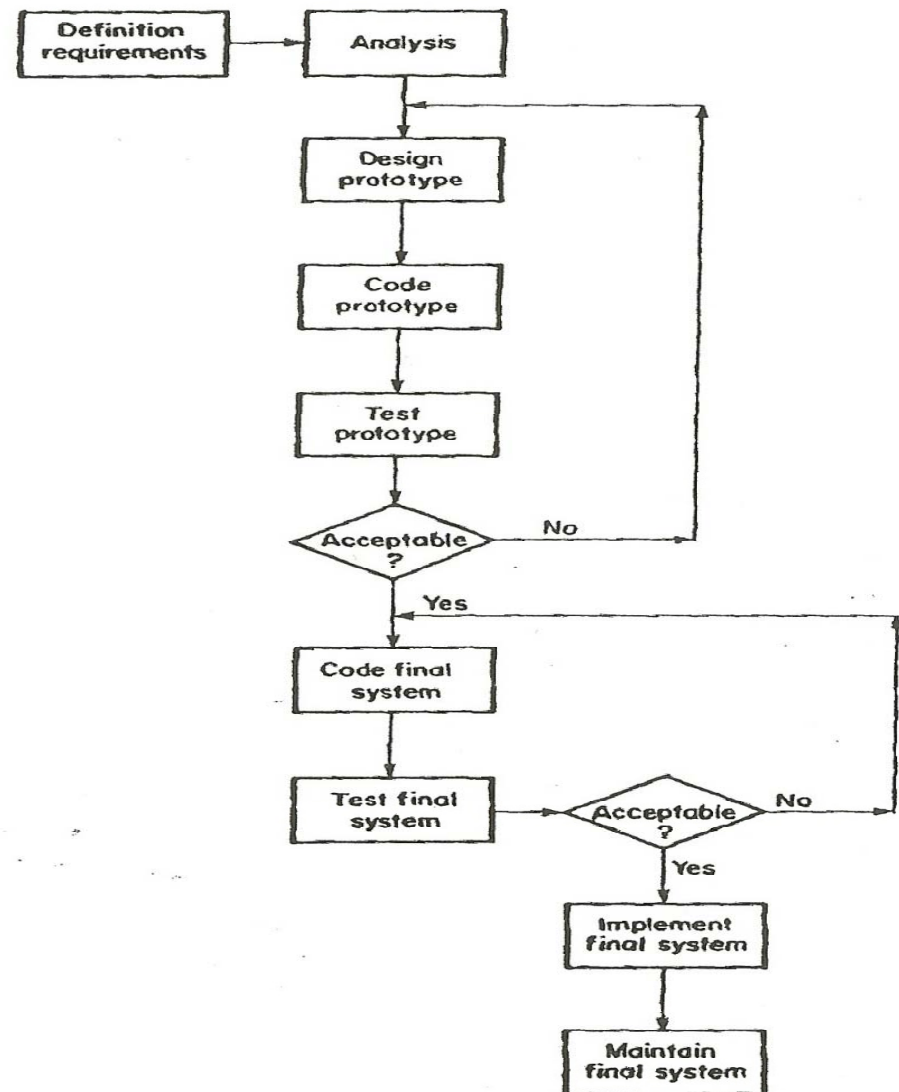 Definition
requirements
Analysis
Design
prototype
Code
prototype
Test
prototype
Acceptable
?
No
Yes
Code final
system
Test final
system
Acceptable
?
No
Yes
Implement
final system
Maintain
final system